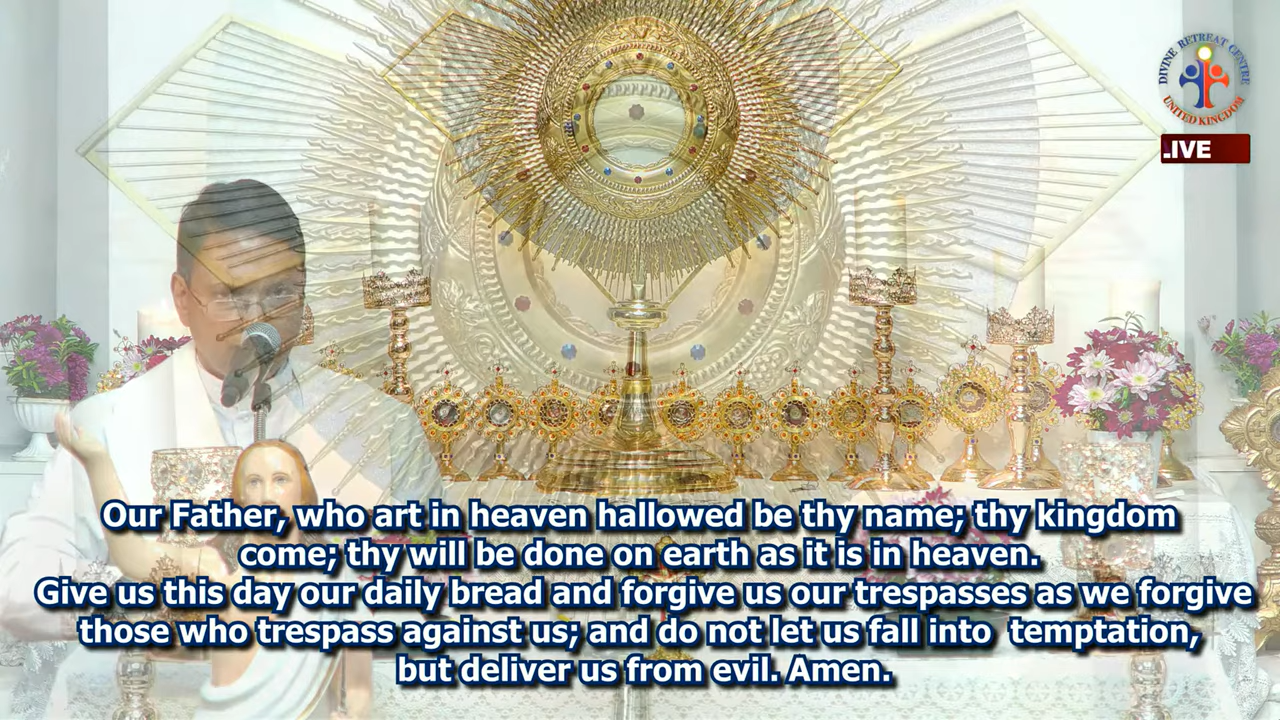 DIVINE RETREAT CENTRE
UNITED KINGDOM
.IVE
Our Father, who art in heaven hallowed be thy name; thy kingdom
come; thy will be done on earth as it is in heaven.
Give us this day our daily bread and forgive us our trespasses as we forgive
those who trespass against us; and do not let us fall into temptation,
but deliver us from evil. Amen.